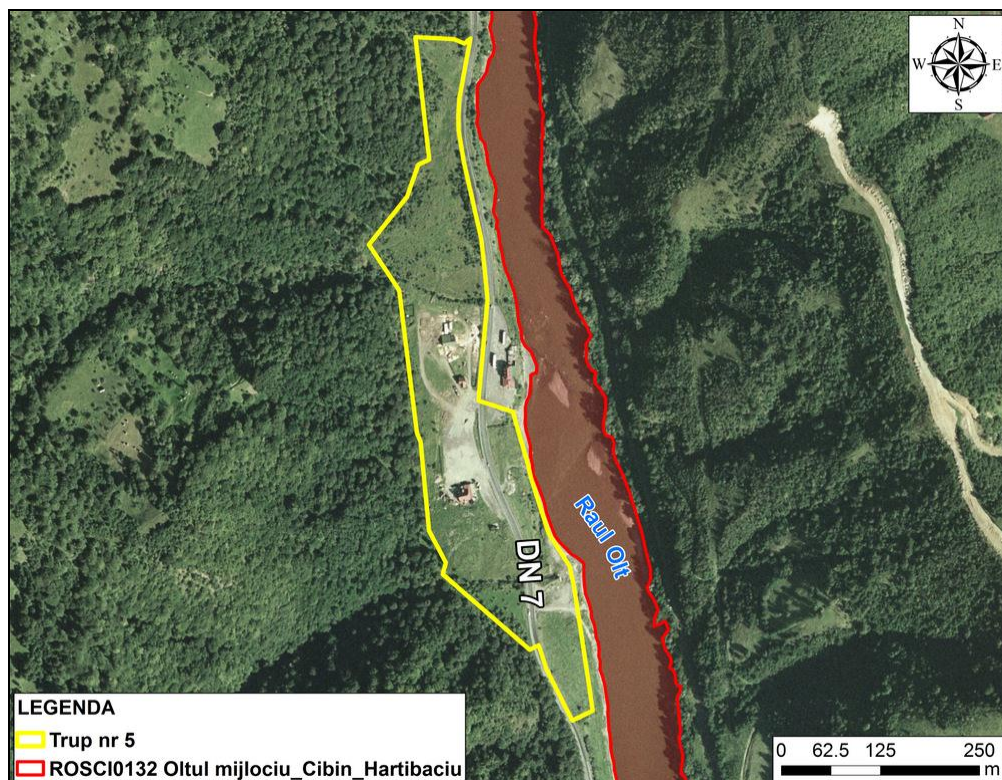 N
W E
S
DN 7
Raul Olt
LEGENDA
Trup nr 5
ROSCI0132 Oltul mijlociu_Cibin_Hartibaciu
0 62.5 125 250
m